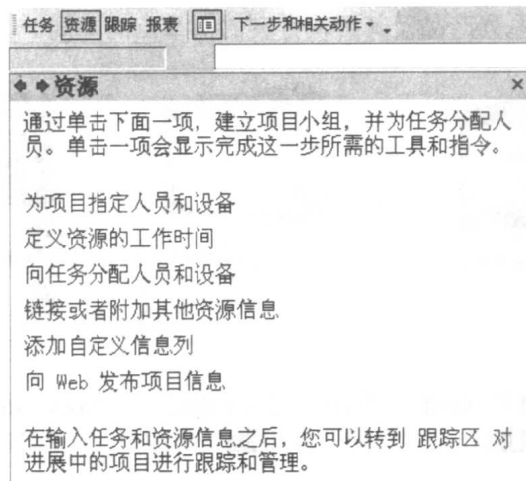 任务 资源 跟踪 报表 下一步和相关动作
资源
通过单击下面一项，建立项目小组，并为任务分配人
员。单击一项会显示完成这一步所需的工具和指令。
为项目指定人员和设备
定义资源的工作时间
向任务分配人员和设备
链接或者附加其他资源信息
添加自定义信息列
向 Web 发布项目信息
在输入任务和资源信息之后，您可以转到 跟踪区 对
进展中的项目进行跟踪和管理。